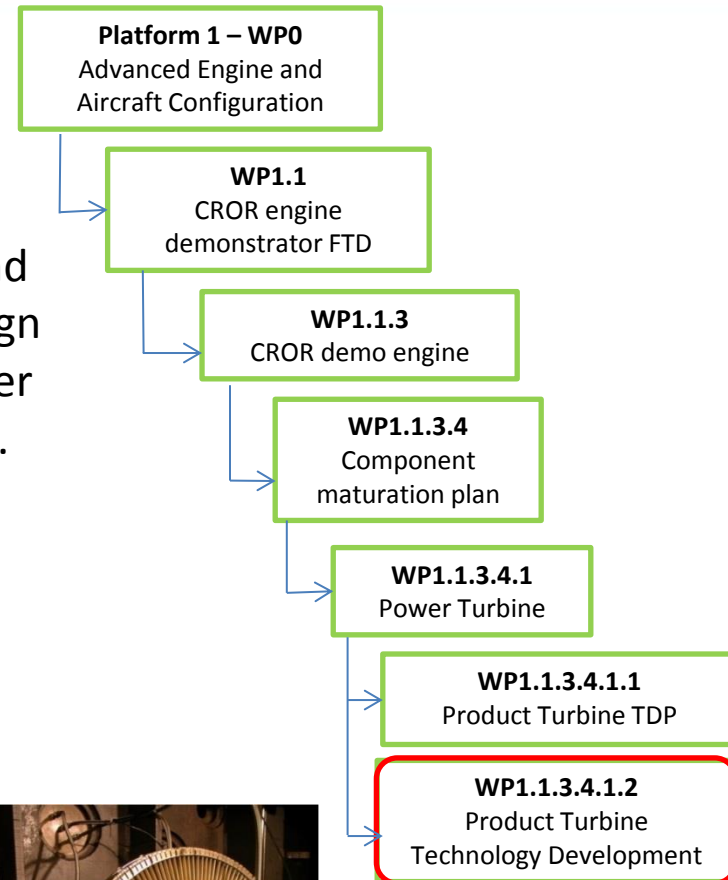 Platform 1 – WP0
Advanced Engine and
Aircraft Configuration
WP1.1
CROR engine
demonstrator FTD
WP1.1.3
CROR demo engine
WP1.1.3.4
Component
maturation plan
WP1.1.3.4.1
Power Turbine
WP1.1.3.4.1.1
Product Turbine TDP
WP1.1.3.4.1.2
Product Turbine
Technology Development